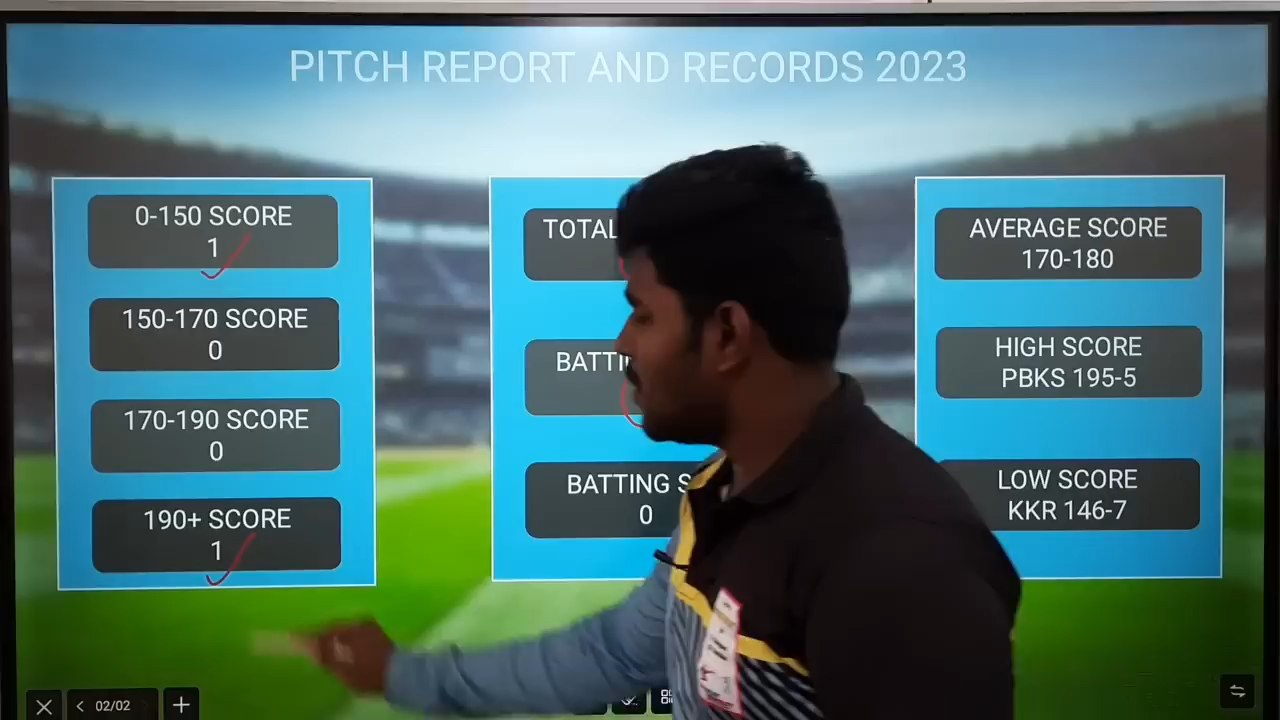 PITCH REPORT AND RECORDS 2023
0-150 SCORE
1
150-170 SCORE
0
170-190 SCORE
0
190+ SCORE
1
TOTAL
BATTING
0
AVERAGE SCORE
170-180
HIGH SCORE
PBKS 195-5
LOW SCORE
KKR 146-7
02/02